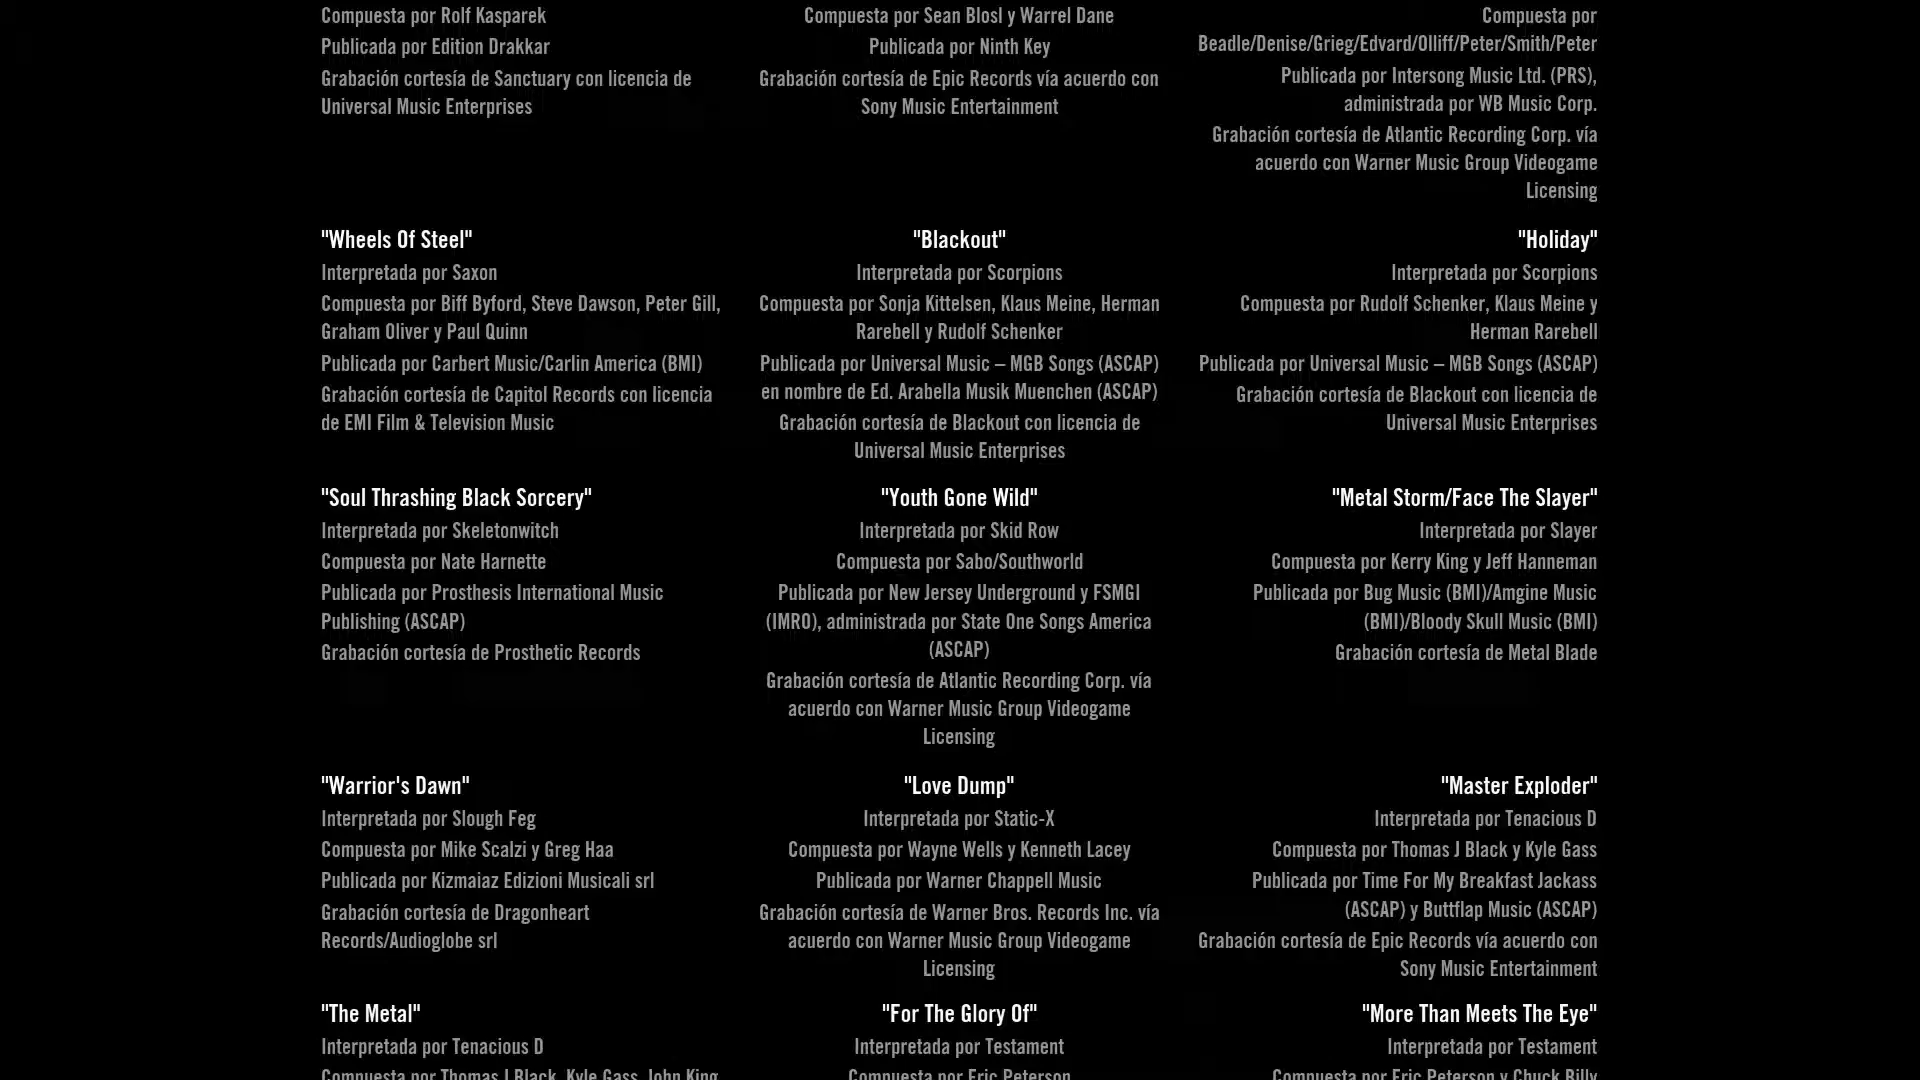 Compuesta por Rolf Kasparek
Publicada por Edition Drakkar
Grabación cortesía de Sanctuary con licencia de
Universal Music Enterprises
Compuesta por Sean Blosl y Warrel Dane
Publicada por Ninth Key
Grabación cortesía de Epic Records vía acuerdo con
Sony Music Entertainment
Compuesta por
Beadle/Denise/Grieg/Edvard/Olliff/Peter/Smith/Peter
Publicada por Intersong Music Ltd. (PRS),
administrada por WB Music Corp.
Grabación cortesía de Atlantic Recording Corp. vía
acuerdo con Warner Music Group Videogame
Licensing
"Wheels Of Steel"
Interpretada por Saxon
Compuesta por Biff Byford, Steve Dawson, Peter Gill,
Graham Oliver y Paul Quinn
Publicada por Carbert Music/Carlin America (BMI)
Grabación cortesía de Capitol Records con licencia
de EMI Film & Television Music
"Blackout"
Interpretada por Scorpions
Compuesta por Sonja Kittelsen, Klaus Meine, Herman
Rarebell y Rudolf Schenker
Publicada por Universal Music – MGB Songs (ASCAP)
en nombre de Ed. Arabella Musik Muenchen (ASCAP)
Grabación cortesía de Blackout con licencia de
Universal Music Enterprises
"Holiday"
Interpretada por Scorpions
Compuesta por Rudolf Schenker, Klaus Meine y
Herman Rarebell
Publicada por Universal Music – MGB Songs (ASCAP)
Grabación cortesía de Blackout con licencia de
Universal Music Enterprises
"Soul Thrashing Black Sorcery"
Interpretada por Skeletonwitch
Compuesta por Nate Harnette
Publicada por Prosthesis International Music
Publishing (ASCAP)
Grabación cortesía de Prosthetic Records
"Youth Gone Wild"
Interpretada por Skid Row
Compuesta por Sabo/Southworld
Publicada por New Jersey Underground y FSMGI
(IMRO), administrada por State One Songs America
(ASCAP)
Grabación cortesía de Atlantic Recording Corp. vía
acuerdo con Warner Music Group Videogame
Licensing
"Metal Storm/Face The Slayer"
Interpretada por Slayer
Compuesta por Kerry King y Jeff Hanneman
Publicada por Bug Music (BMI)/Amgine Music
(BMI)/Bloody Skull Music (BMI)
Grabación cortesía de Metal Blade
"Warrior's Dawn"
Interpretada por Slough Feg
Compuesta por Mike Scalzi y Greg Haa
Publicada por Kizmaiaz Edizioni Musicali srl
Grabación cortesía de Dragonheart
Records/Audioglobe srl
"Love Dump"
Interpretada por Static-X
Compuesta por Wayne Wells y Kenneth Lacey
Publicada por Warner Chappell Music
Grabación cortesía de Warner Bros. Records Inc. vía
acuerdo con Warner Music Group Videogame
Licensing
"Master Exploder"
Interpretada por Tenacious D
Compuesta por Thomas J Black y Kyle Gass
Publicada por Time For My Breakfast Jackass
(ASCAP) y Buttflap Music (ASCAP)
Grabación cortesía de Epic Records vía acuerdo con
Sony Music Entertainment
"The Metal"
Interpretada por Tenacious D
Compuesta por Thomas J Black, Kyle Gass, John King
"For The Glory Of"
Interpretada por Testament
Compuesta por Eric Peterson
"More Than Meets The Eye"
Interpretada por Testament
Compuesta por Eric Peterson y Chuck Billy